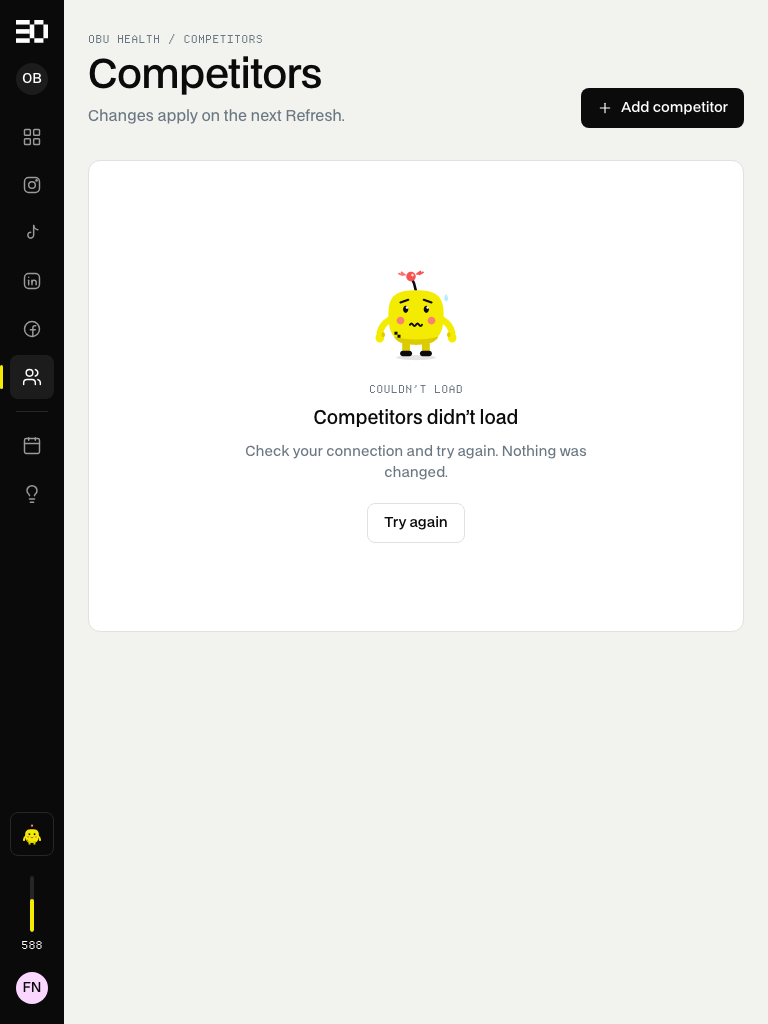 OB
OBU HEALTH / COMPETITORS
Competitors
Changes apply on the next Refresh.
Add competitor
COULDN’T LOAD
Competitors didn’t load
Check your connection and try again. Nothing was
changed.
Try again
588
FN